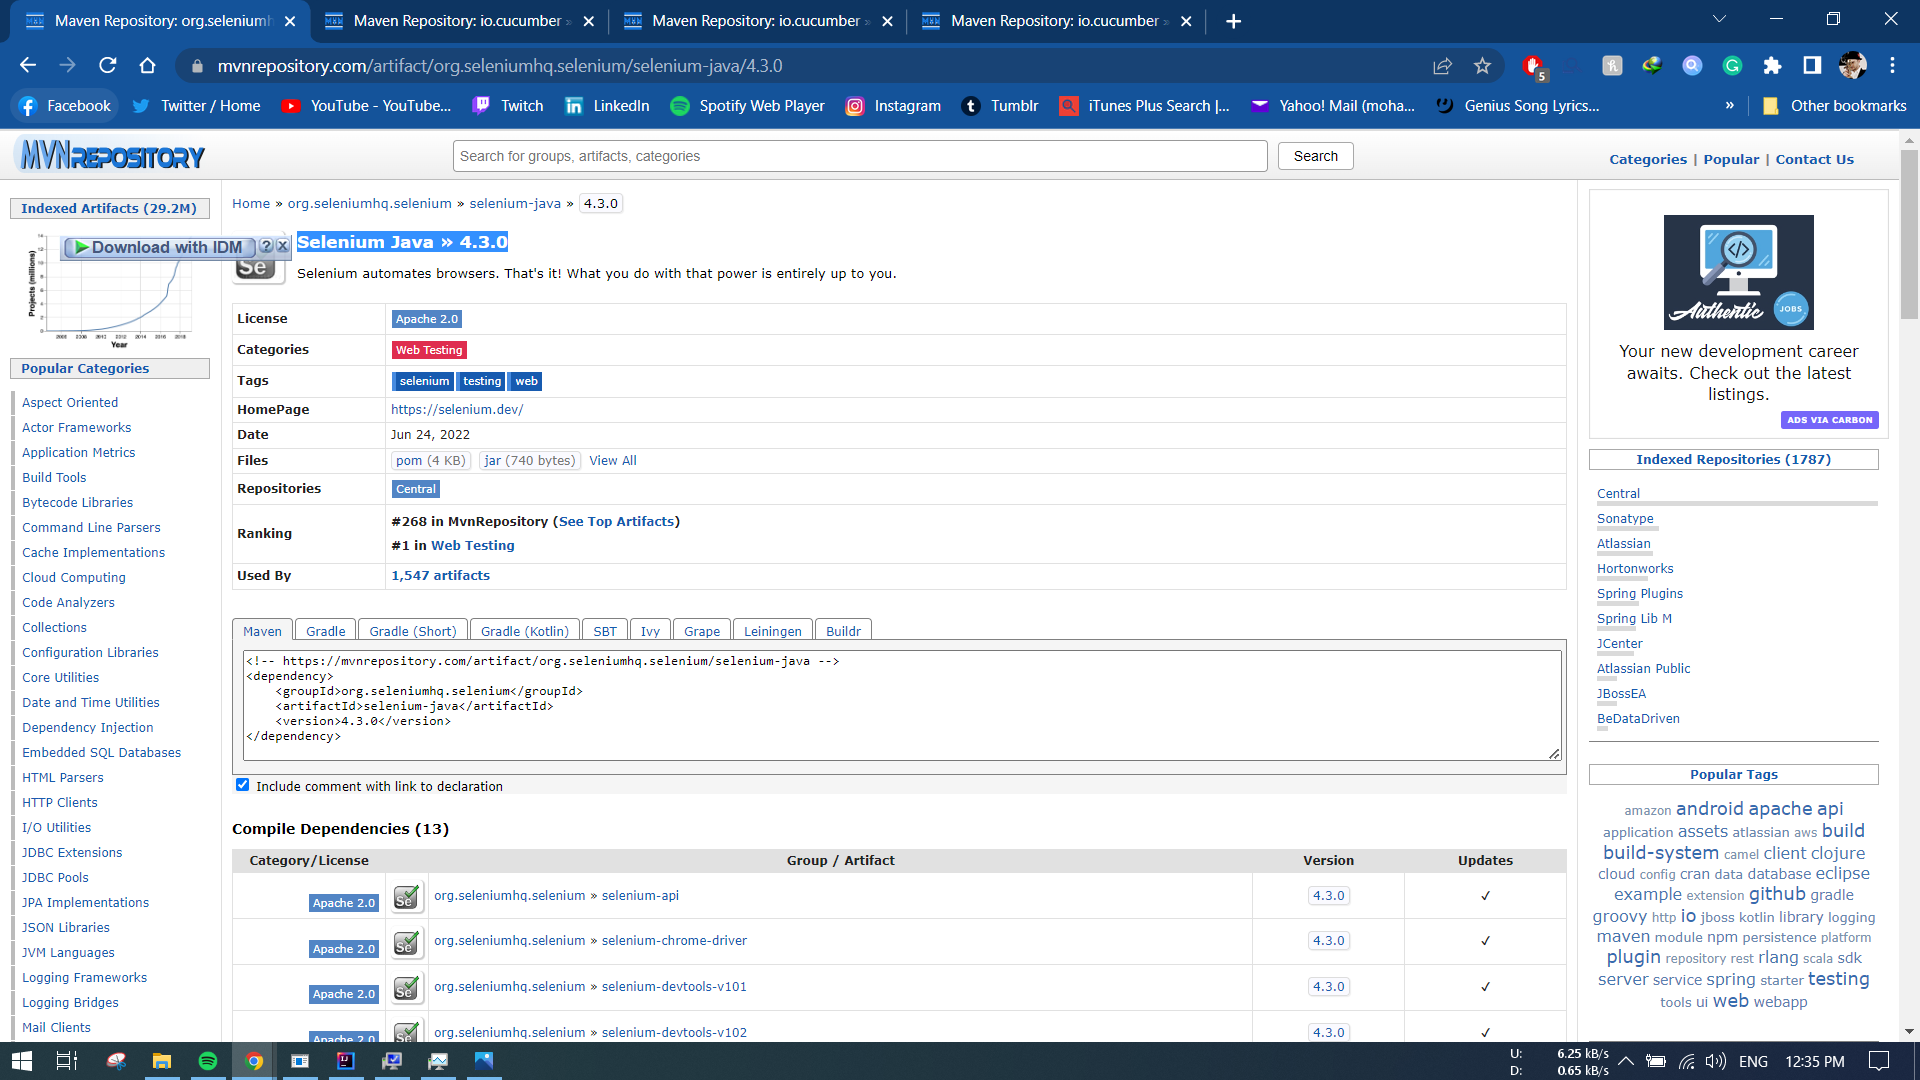 Maven Repository: org.seleniumh
Maven Repository: io.cucumber »
Maven Repository: io.cucumber »
Maven Repository: io.cucumber »
mvnrepository.com/artifact/org.seleniumhq.selenium/selenium-java/4.3.0
5
Facebook
Twitter / Home
YouTube - YouTube...
Twitch
LinkedIn
Spotify Web Player
Instagram
Tumblr
iTunes Plus Search |...
Yahoo! Mail (moha...
Genius Song Lyrics...
»
Other bookmarks
MVNREPOSITORY
Search for groups, artifacts, categories
Search
Categories | Popular | Contact Us
Indexed Artifacts (29.2M)
Download with IDM ? X
Projects (millions)
Year
Popular Categories
Aspect Oriented
Actor Frameworks
Application Metrics
Build Tools
Bytecode Libraries
Command Line Parsers
Cache Implementations
Cloud Computing
Code Analyzers
Collections
Configuration Libraries
Core Utilities
Date and Time Utilities
Dependency Injection
Embedded SQL Databases
HTML Parsers
HTTP Clients
I/O Utilities
JDBC Extensions
JDBC Pools
JPA Implementations
JSON Libraries
JVM Languages
Logging Frameworks
Logging Bridges
Mail Clients
Home » org.seleniumhq.selenium » selenium-java » 4.3.0
Se
Selenium Java » 4.3.0
Selenium automates browsers. That's it! What you do with that power is entirely up to you.
License Apache 2.0
Categories Web Testing
Tags selenium testing web
HomePage https://selenium.dev/
Date Jun 24, 2022
Files pom (4 KB) jar (740 bytes) View All
Repositories Central
Ranking #268 in MvnRepository (See Top Artifacts)
#1 in Web Testing
Used By 1,547 artifacts
Maven Gradle Gradle (Short) Gradle (Kotlin) SBT Ivy Grape Leiningen Buildr
<!-- https://mvnrepository.com/artifact/org.seleniumhq.selenium/selenium-java -->
<dependency>
<groupId>org.seleniumhq.selenium</groupId>
<artifactId>selenium-java</artifactId>
<version>4.3.0</version>
</dependency>
Include comment with link to declaration
Compile Dependencies (13)
Category/License Group / Artifact Version Updates
Apache 2.0 Se org.seleniumhq.selenium » selenium-api 4.3.0 ✓
Apache 2.0 Se org.seleniumhq.selenium » selenium-chrome-driver 4.3.0 ✓
Apache 2.0 Se org.seleniumhq.selenium » selenium-devtools-v101 4.3.0 ✓
Apache 2.0 Se org.seleniumhq.selenium » selenium-devtools-v102 4.3.0 ✓
Authentic JOBS
Your new development career
awaits. Check out the latest
listings.
ADS VIA CARBON
Indexed Repositories (1787)
Central
Sonatype
Atlassian
Hortonworks
Spring Plugins
Spring Lib M
JCenter
Atlassian Public
JBossEA
BeDataDriven
Popular Tags
amazon android apache api
application assets atlassian aws build
build-system camel client clojure
cloud config cran data database eclipse
example extension github gradle
groovy http io jboss kotlin library logging
maven module npm persistence platform
plugin repository rest rlang scala sdk
server service spring starter testing
tools ui web webapp
U: 6.25 kB/s
D: 0.65 kB/s
ENG
12:35 PM